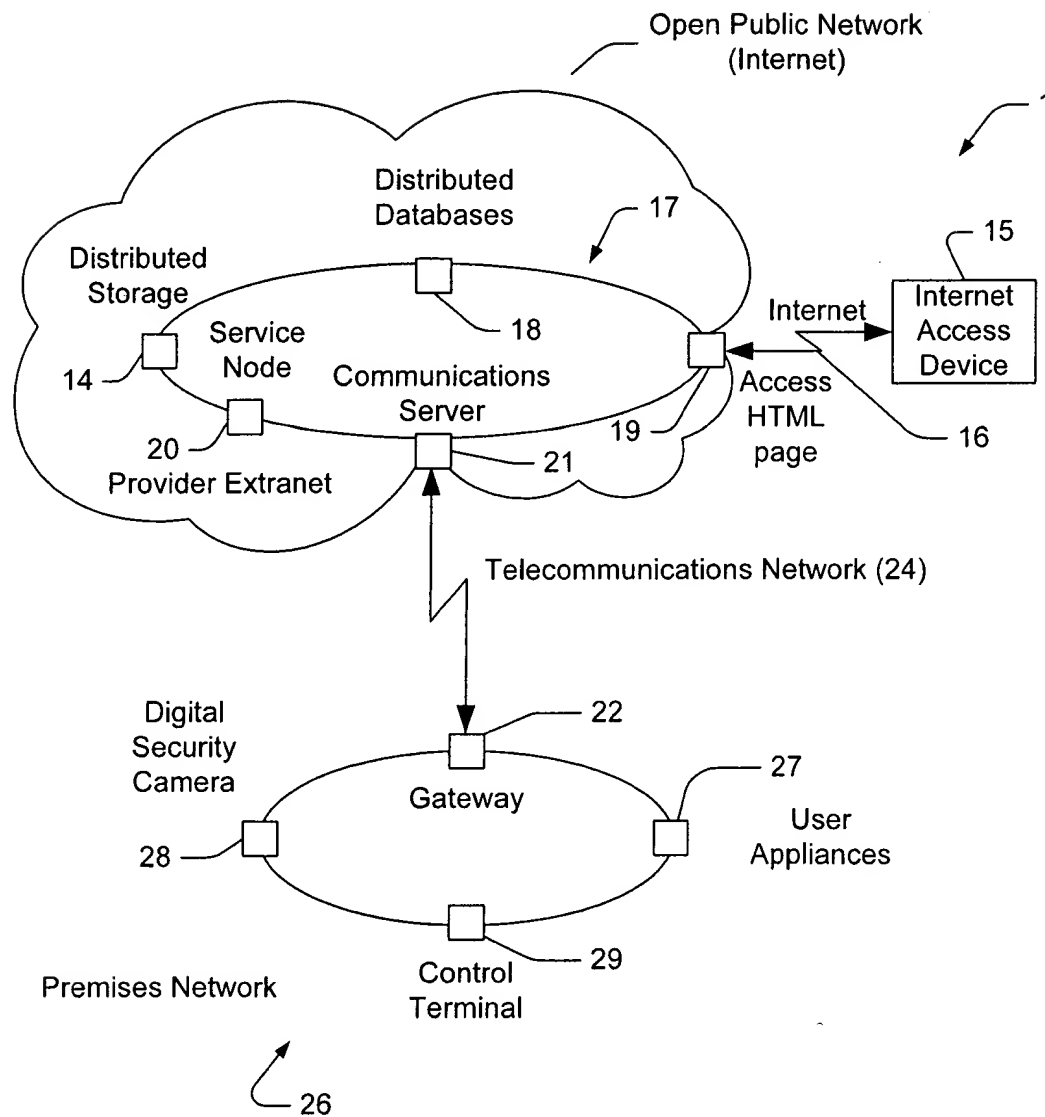 Open Public Network
(Internet)
Distributed
Databases
17
15
Distributed
Storage
Internet
Internet
Access
Device
18
Service
Node
14
Communications
Server
Access
HTML
page
19
16
20
21
Provider Extranet
Telecommunications Network (24)
Digital
Security
Camera
22
27
Gateway
User
Appliances
28
29
Control
Terminal
Premises Network
26